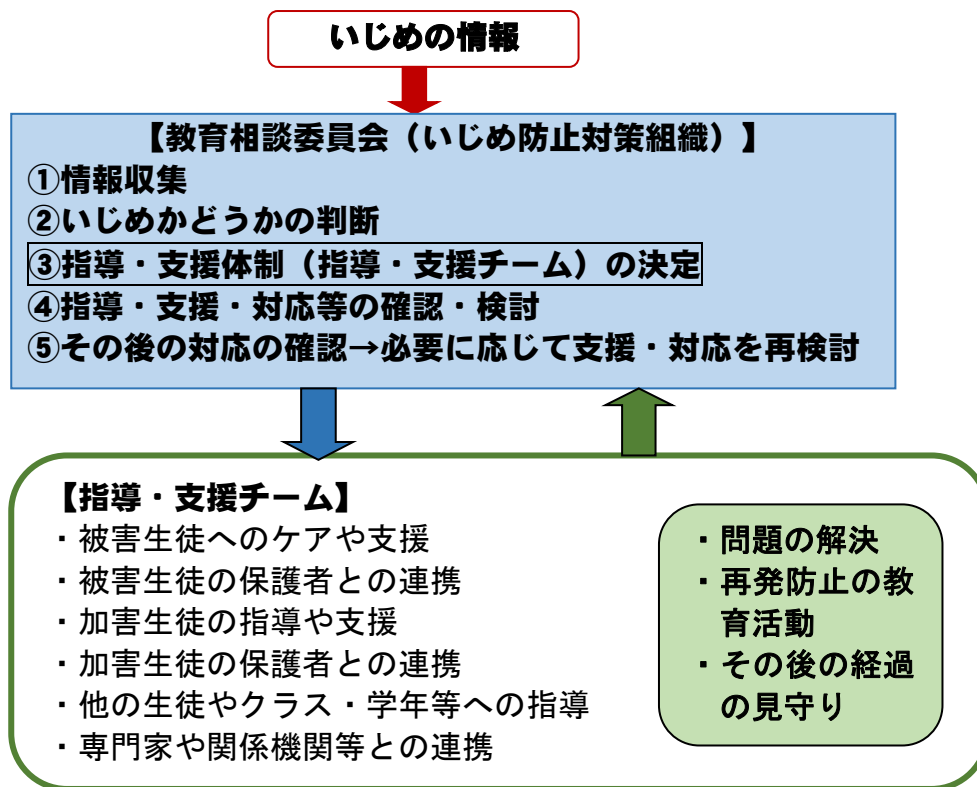 いじめの情報
【教育相談委員会（いじめ防止対策組織）】
①情報収集
②いじめかどうかの判断
③指導・支援体制（指導・支援チーム）の決定
④指導・支援・対応等の確認・検討
⑤その後の対応の確認→必要に応じて支援・対応を再検討
【指導・支援チーム】
・被害生徒へのケアや支援
・被害生徒の保護者との連携
・加害生徒の指導や支援
・加害生徒の保護者との連携
・他の生徒やクラス・学年等への指導
・専門家や関係機関等との連携
・問題の解決
・再発防止の教
育活動
・その後の経過
の見守り